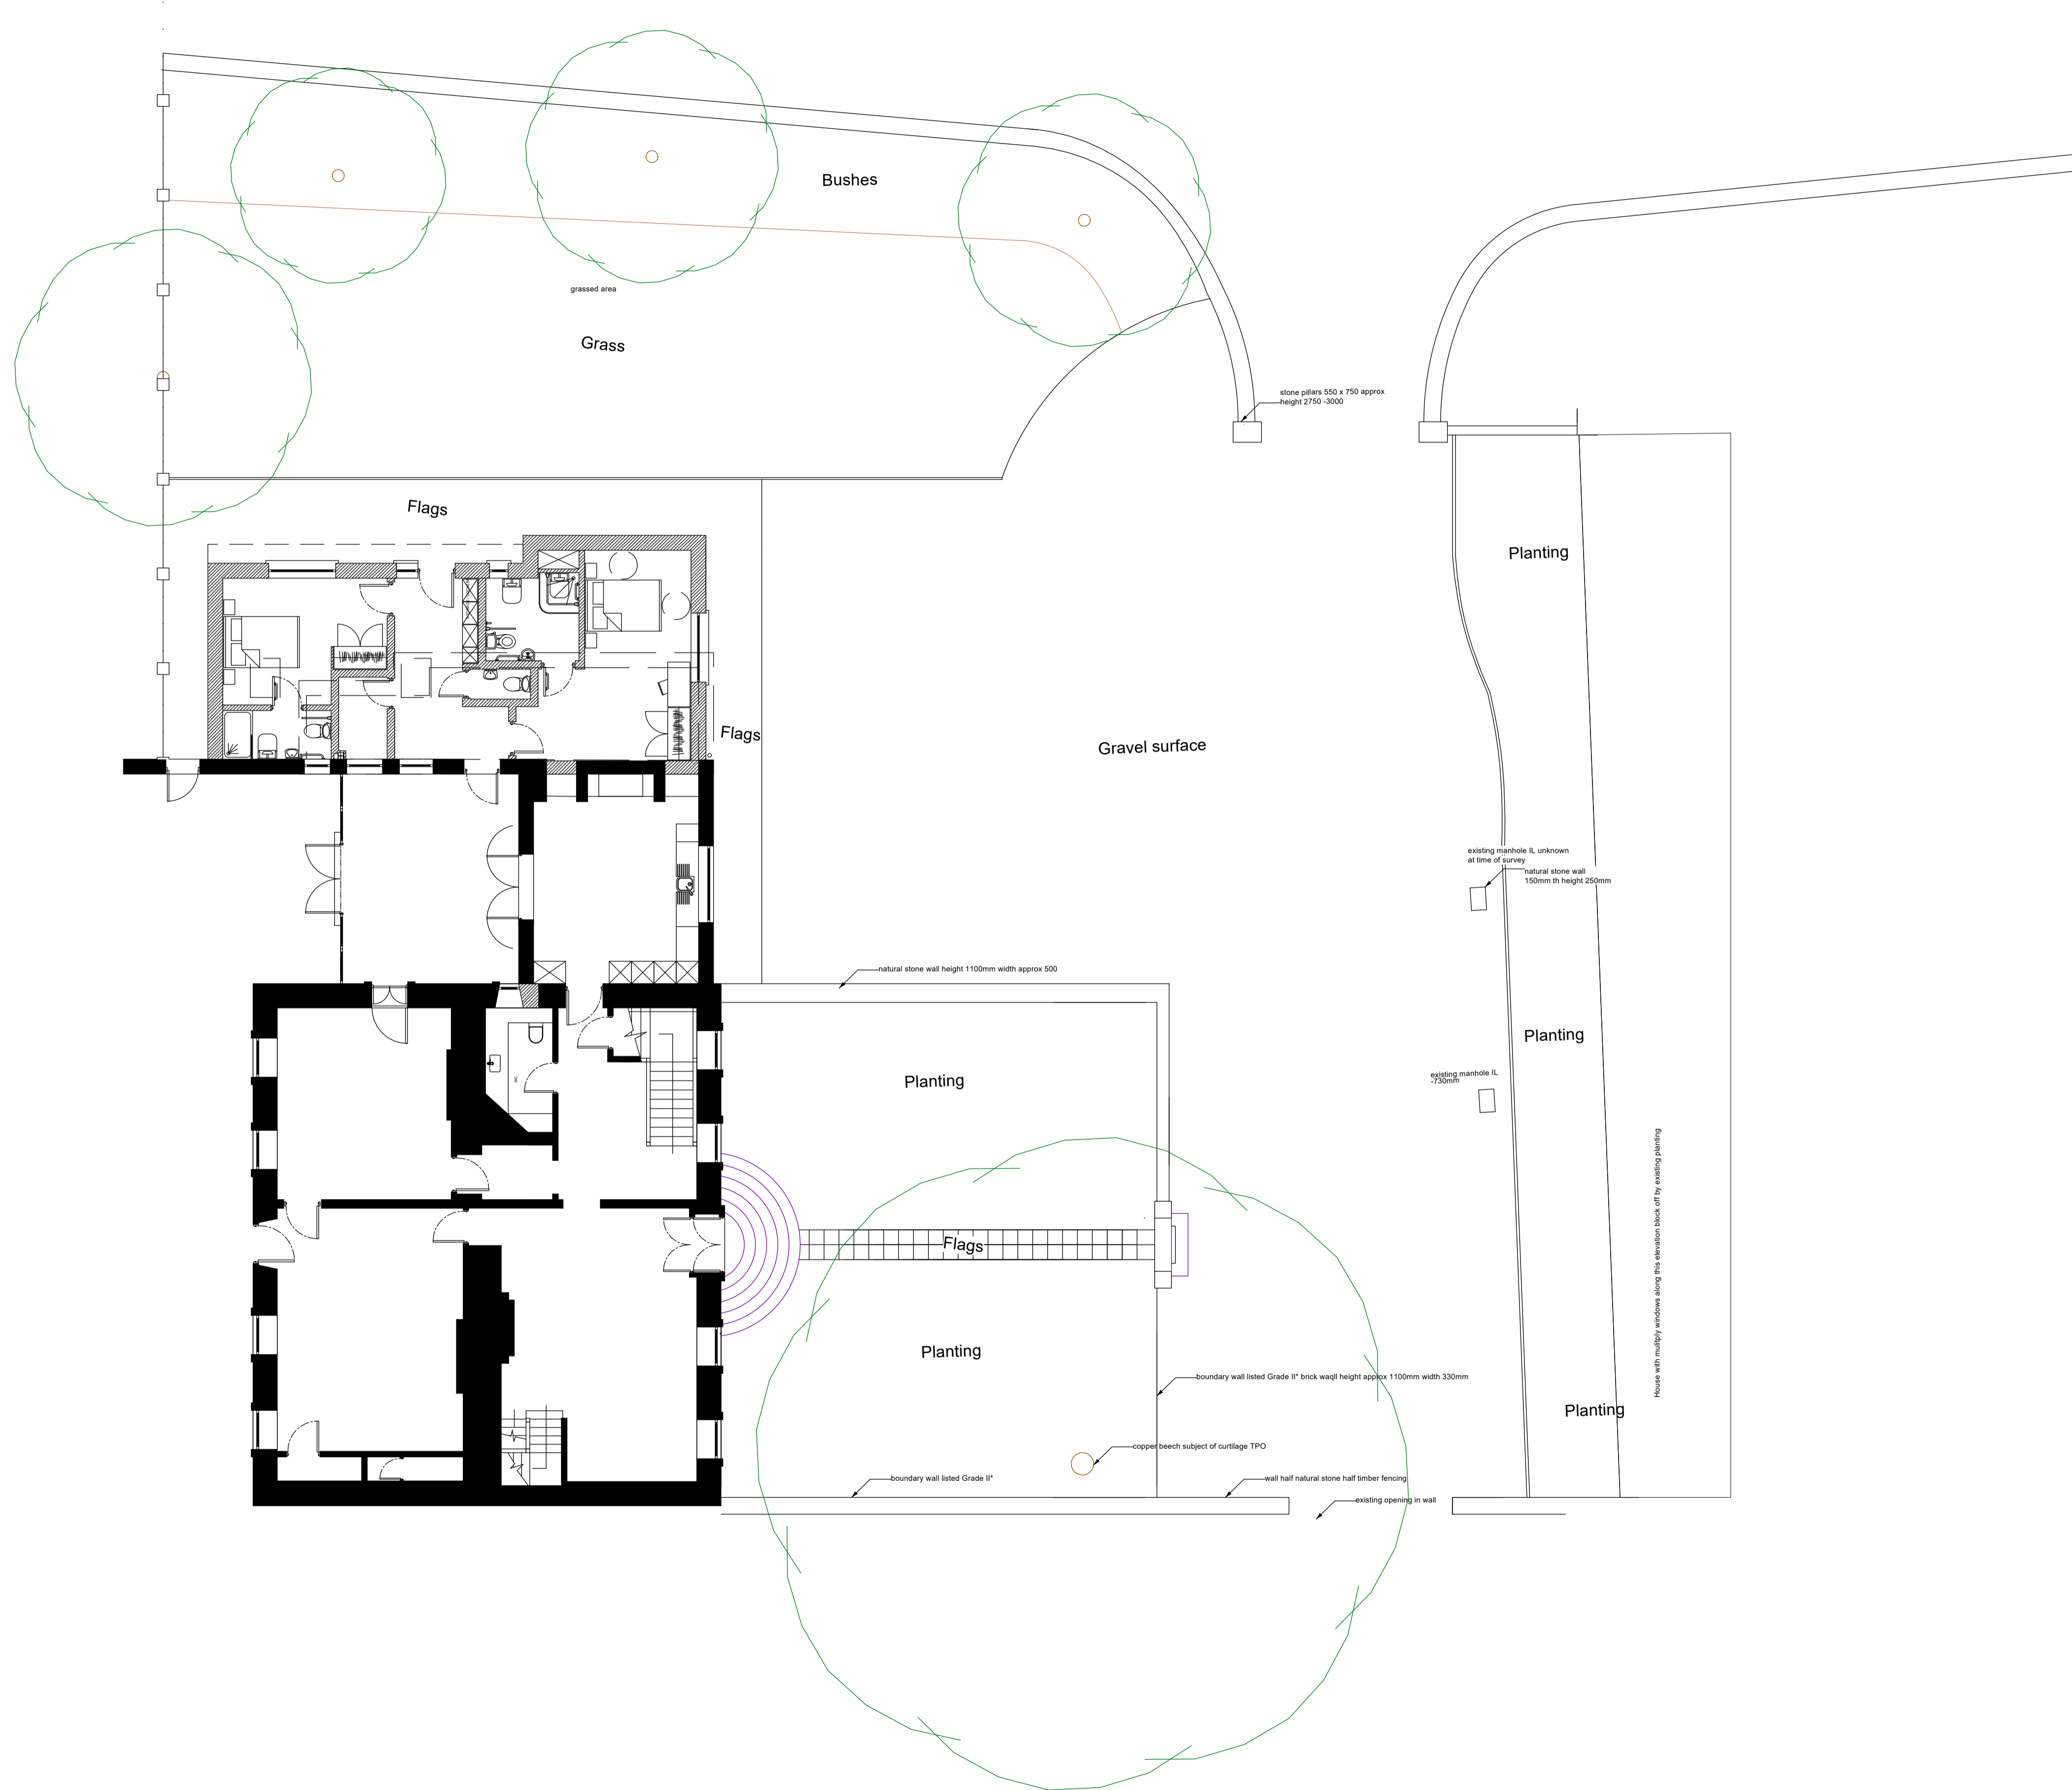 Bushes
grassed area
Grass
stone pillars 550 x 750 approx
height 2750 -3000
Flags
Planting
Flags
Gravel surface
existing manhole IL unknown
at time of survey
natural stone wall
150mm th height 250mm
natural stone wall height 1100mm width approx 500
Planting
existing manhole IL
-730mm
Planting
WC
House with mulitply windows along this elevation block off by existing planting
Flags
Planting
boundary wall listed Grade II* brick waqll height approx 1100mm width 330mm
Planting
copper beech subject of curtilage TPO
boundary wall listed Grade II*
wall half natural stone half timber fencing
existing opening in wall